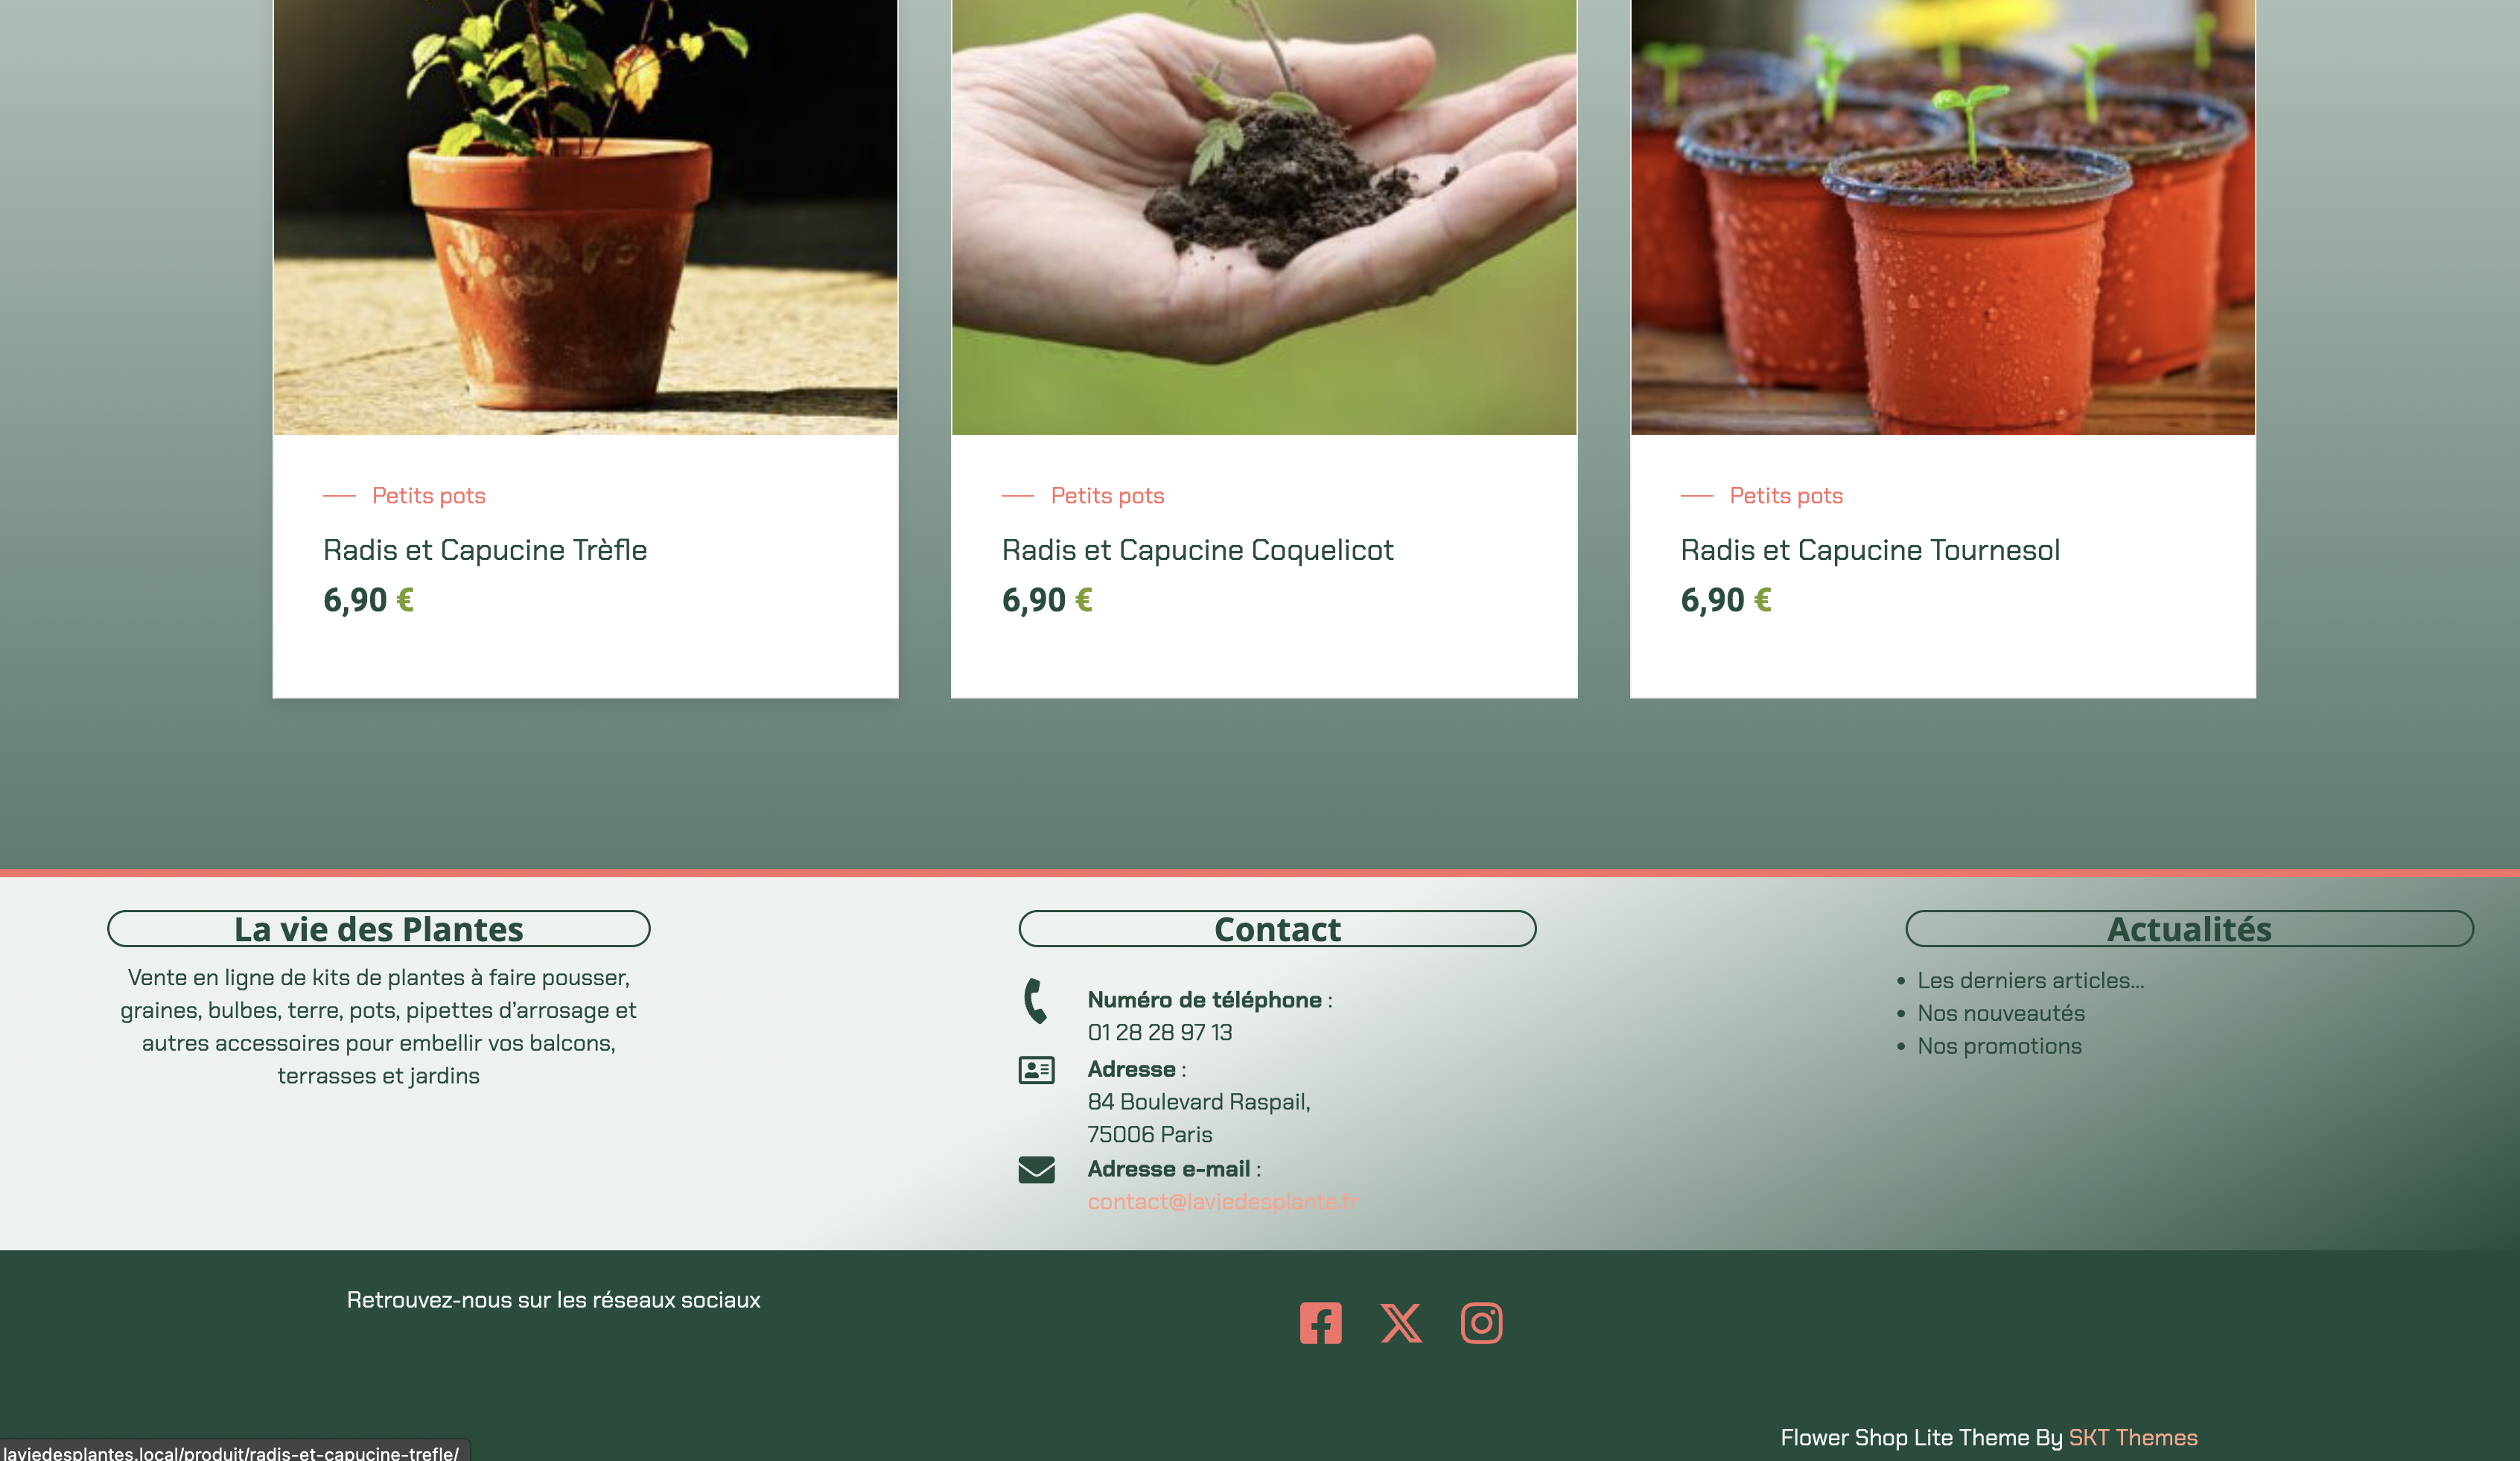 Petits pots
Radis et Capucine Trèfle
6,90 €
Petits pots
Radis et Capucine Coquelicot
6,90 €
Petits pots
Radis et Capucine Tournesol
6,90 €
La vie des Plantes
Vente en ligne de kits de plantes à faire pousser,
graines, bulbes, terre, pots, pipettes d’arrosage et
autres accessoires pour embellir vos balcons,
terrasses et jardins
Contact
Numéro de téléphone :
01 28 28 97 13
Adresse :
84 Boulevard Raspail,
75006 Paris
Adresse e-mail :
contact@laviedesplante.fr
Actualités
Les derniers articles...
Nos nouveautés
Nos promotions
Retrouvez-nous sur les réseaux sociaux
Flower Shop Lite Theme By SKT Themes
laviedesplantes.local/produit/radis-et-capucine-trefle/